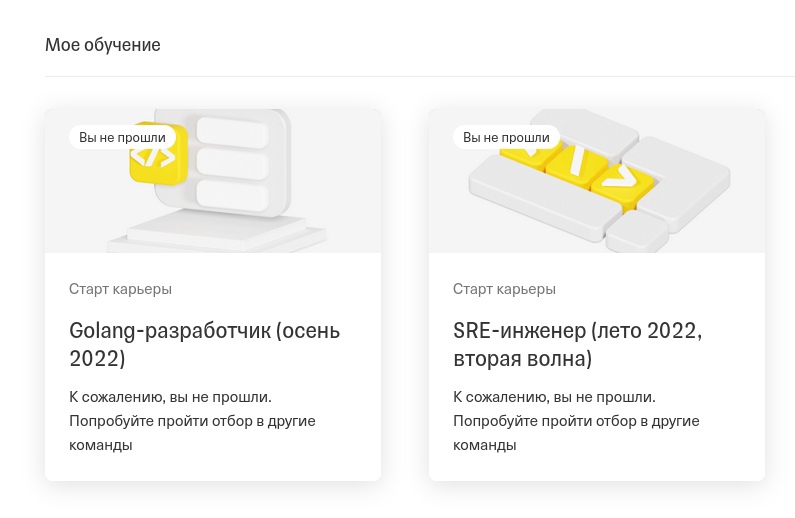 Мое обучение
Вы не прошли
Старт карьеры
Golang-разработчик (осень
2022)
К сожалению, вы не прошли.
Попробуйте пройти отбор в другие
команды
Вы не прошли
Старт карьеры
SRE-инженер (лето 2022,
вторая волна)
К сожалению, вы не прошли.
Попробуйте пройти отбор в другие
команды